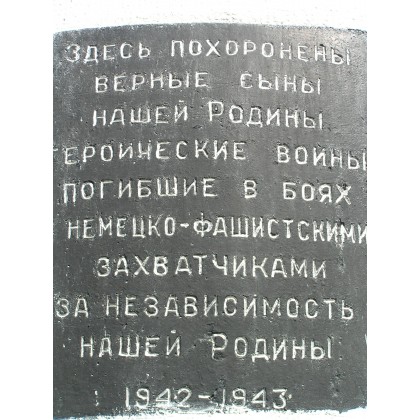 ЗДЕСЬ ПОХОРОНЕНЫ
ВЕРНЫЕ СЫНЫ
НАШЕЙ РОДИНЫ
ГЕРОИЧЕСКИЕ ВОИНЫ
ПОГИБШИЕ В БОЯХ
НЕМЕЦКО-ФАШИСТСКИМИ
ЗАХВАТЧИКАМИ
ЗА НЕЗАВИСИМОСТЬ
НАШЕЙ РОДИНЫ
1942-1943